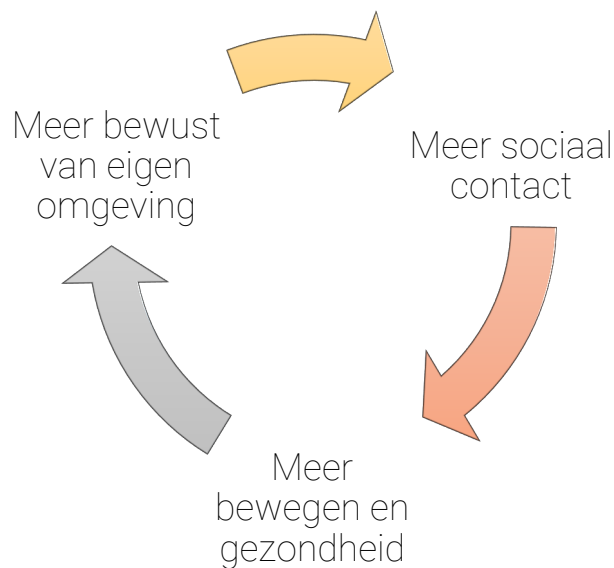 Meer bewust
van eigen
omgeving
Meer sociaal
contact
Meer
bewegen en
gezondheid